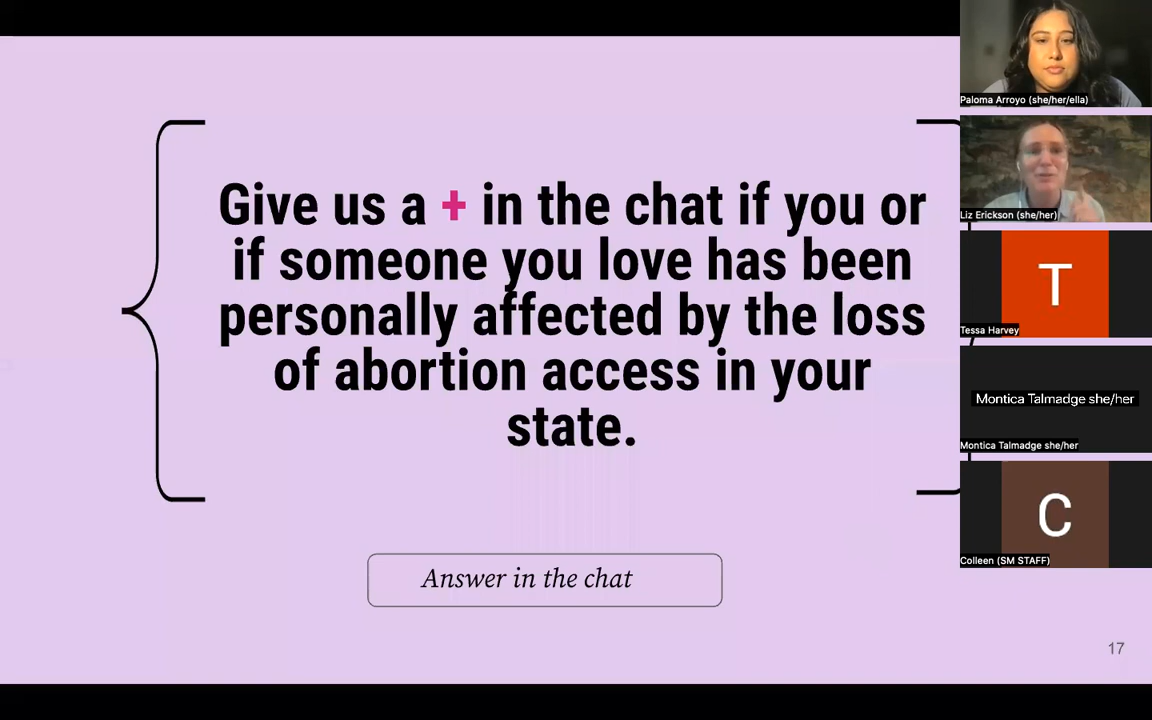 Give us a + in the chat if you or
if someone you love has been
personally affected by the loss
of abortion access in your
state.
Answer in the chat
17
Paloma Arroyo (she/her/ella)
Liz Erickson (she/her)
T
Tessa Harvey
Montica Talmadge she/her
Montica Talmadge she/her
C
Colleen (SM STAFF)